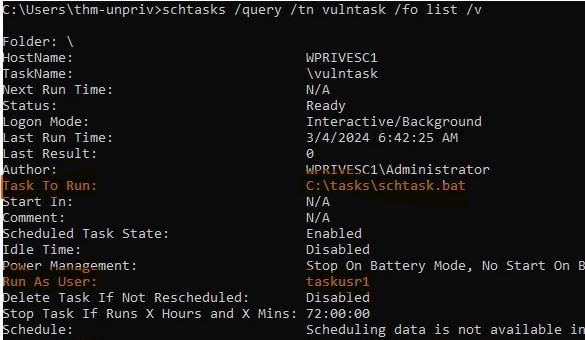 C:\Users\thm-unpriv>schtasks /query /tn vulntask /fo list /v
Folder: \
HostName: WPRIVESC1
TaskName: \vulntask
Next Run Time: N/A
Status: Ready
Logon Mode: Interactive/Background
Last Run Time: 3/4/2024 6:42:25 AM
Last Result: 0
Author: WPRIVESC1\Administrator
Task To Run: C:\tasks\schtask.bat
Start In: N/A
Comment: N/A
Scheduled Task State: Enabled
Idle Time: Disabled
Power Management: Stop On Battery Mode, No Start On B
Run As User: taskusr1
Delete Task If Not Rescheduled: Disabled
Stop Task If Runs X Hours and X Mins: 72:00:00
Schedule: Scheduling data is not available in